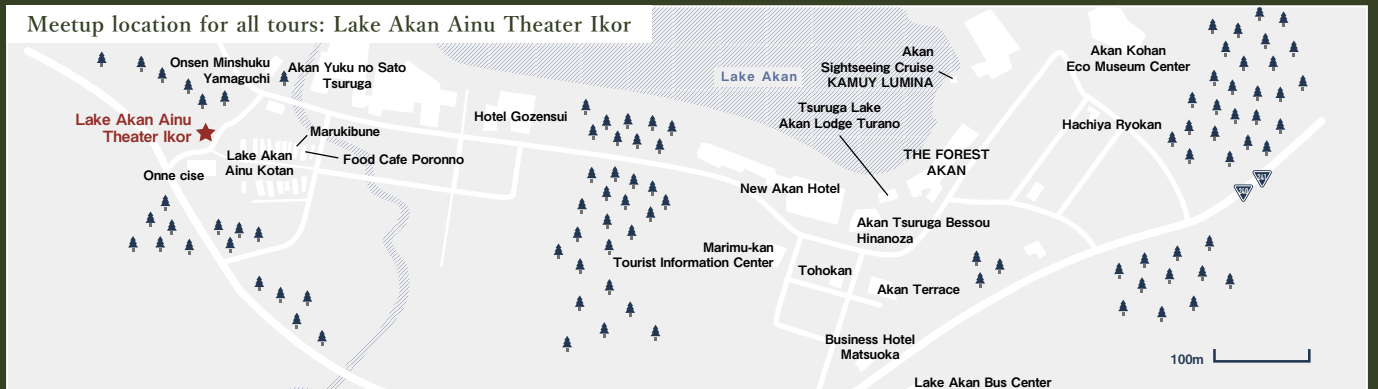 Meetup location for all tours: Lake Akan Ainu Theater Ikor
Onsen Minshuku
Yamaguchi
Akan Yuku no Sato
Tsuruga
Lake Akan Ainu
Theater Ikor
Marukibune
Lake Akan
Ainu Kotan
Food Cafe Poronno
Onne cise
Hotel Gozensui
Lake Akan
Akan
Sightseeing Cruise
KAMUY LUMINA
Tsuruga Lake
Akan Lodge Turano
THE FOREST
AKAN
Akan Kohan
Eco Museum Center
Hachiya Ryokan
New Akan Hotel
Akan Tsuruga Bessou
Hinanoza
Marimu-kan
Tourist Information Center
Tohokan
Akan Terrace
Business Hotel
Matsuoka
Lake Akan Bus Center
100m